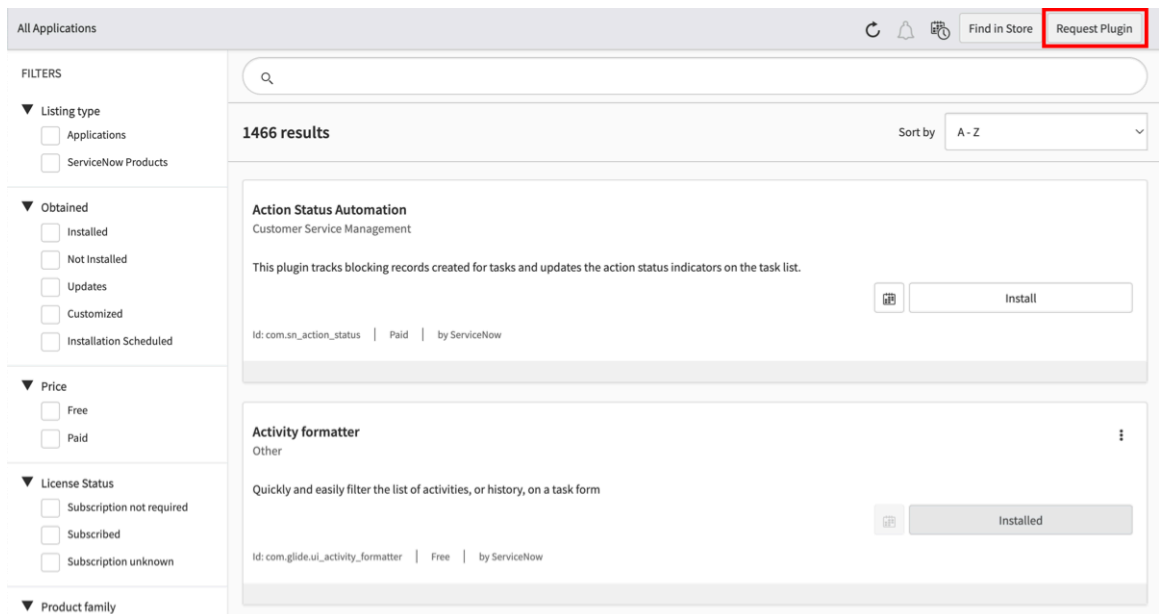 All Applications
Find in Store
Request Plugin
FILTERS
Listing type
Applications
ServiceNow Products
Obtained
Installed
Not Installed
Updates
Customized
Installation Scheduled
Price
Free
Paid
License Status
Subscription not required
Subscribed
Subscription unknown
Product family
1466 results
Sort by
A - Z
Action Status Automation
Customer Service Management
This plugin tracks blocking records created for tasks and updates the action status indicators on the task list.
Install
Id: com.sn_action_status | Paid | by ServiceNow
Activity formatter
Other
Quickly and easily filter the list of activities, or history, on a task form
Installed
Id: com.glide.ui_activity_formatter | Free | by ServiceNow